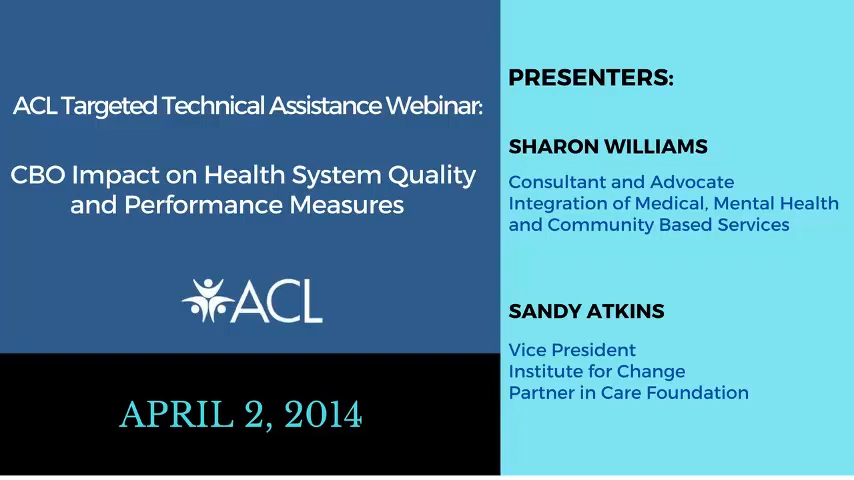 ACL Targeted Technical Assistance Webinar:
CBO Impact on Health System Quality
and Performance Measures
ACL
APRIL 2, 2014
PRESENTERS:
SHARON WILLIAMS
Consultant and Advocate
Integration of Medical, Mental Health
and Community Based Services
SANDY ATKINS
Vice President
Institute for Change
Partner in Care Foundation